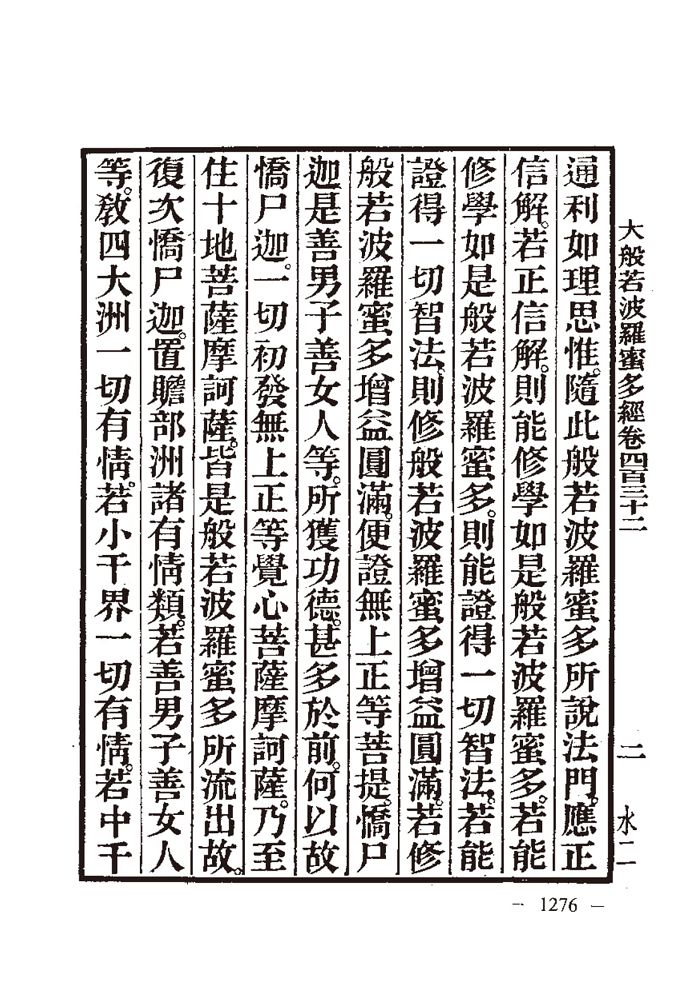 大般若波羅蜜多經卷四百三十二 二 水二
通利如理思惟。隨此般若波羅蜜多所說法門。應正
信解。若正信解。則能修學如是般若波羅蜜多。若能
修學如是般若波羅蜜多。則能證得一切智法。若能
證得一切智法。則修般若波羅蜜多增益圓滿。若修
般若波羅蜜多增益圓滿。便證無上正等菩提。憍尸
迦。是善男子善女人等。所獲功德。甚多於前。何以故
憍尸迦。一切初發無上正等覺心菩薩摩訶薩。乃至
住十地菩薩摩訶薩。皆是般若波羅蜜多所流出故。
復次憍尸迦。置贍部洲諸有情類。若善男子善女人
等。敎四大洲一切有情。若小千界一切有情。若中千
— 1276 —